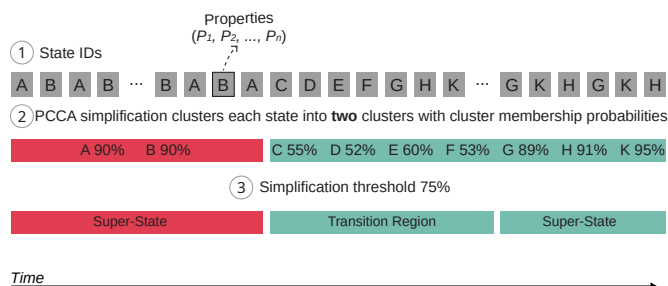 Properties
(P1, P2, ..., Pn)
1 State IDs
A B A B ... B A B A C D E F G H K ... G K H G K H
2 PCCA simplification clusters each state into two clusters with cluster membership probabilities
A 90% B 90% C 55% D 52% E 60% F 53% G 89% H 91% K 95%
3 Simplification threshold 75%
Super-State Transition Region Super-State
Time